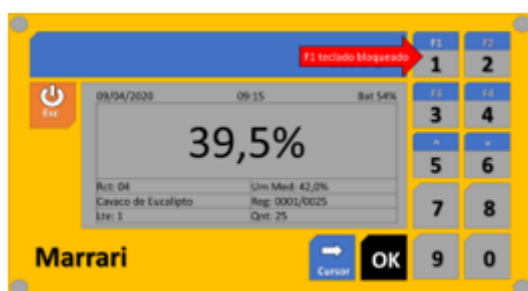 F1 teclado bloqueado
F1 F2
1 2
Esc
09/04/2020 09:15 Bat 54%
F3 F4
3 4
39,5%
^ v
5 6
Rct: 04 Um Med: 42,0%
Cavaco de Eucalipto Reg: 0001/0025
Lte: 1 Qnt: 25
7 8
Marrari
Cursor
OK
9 0